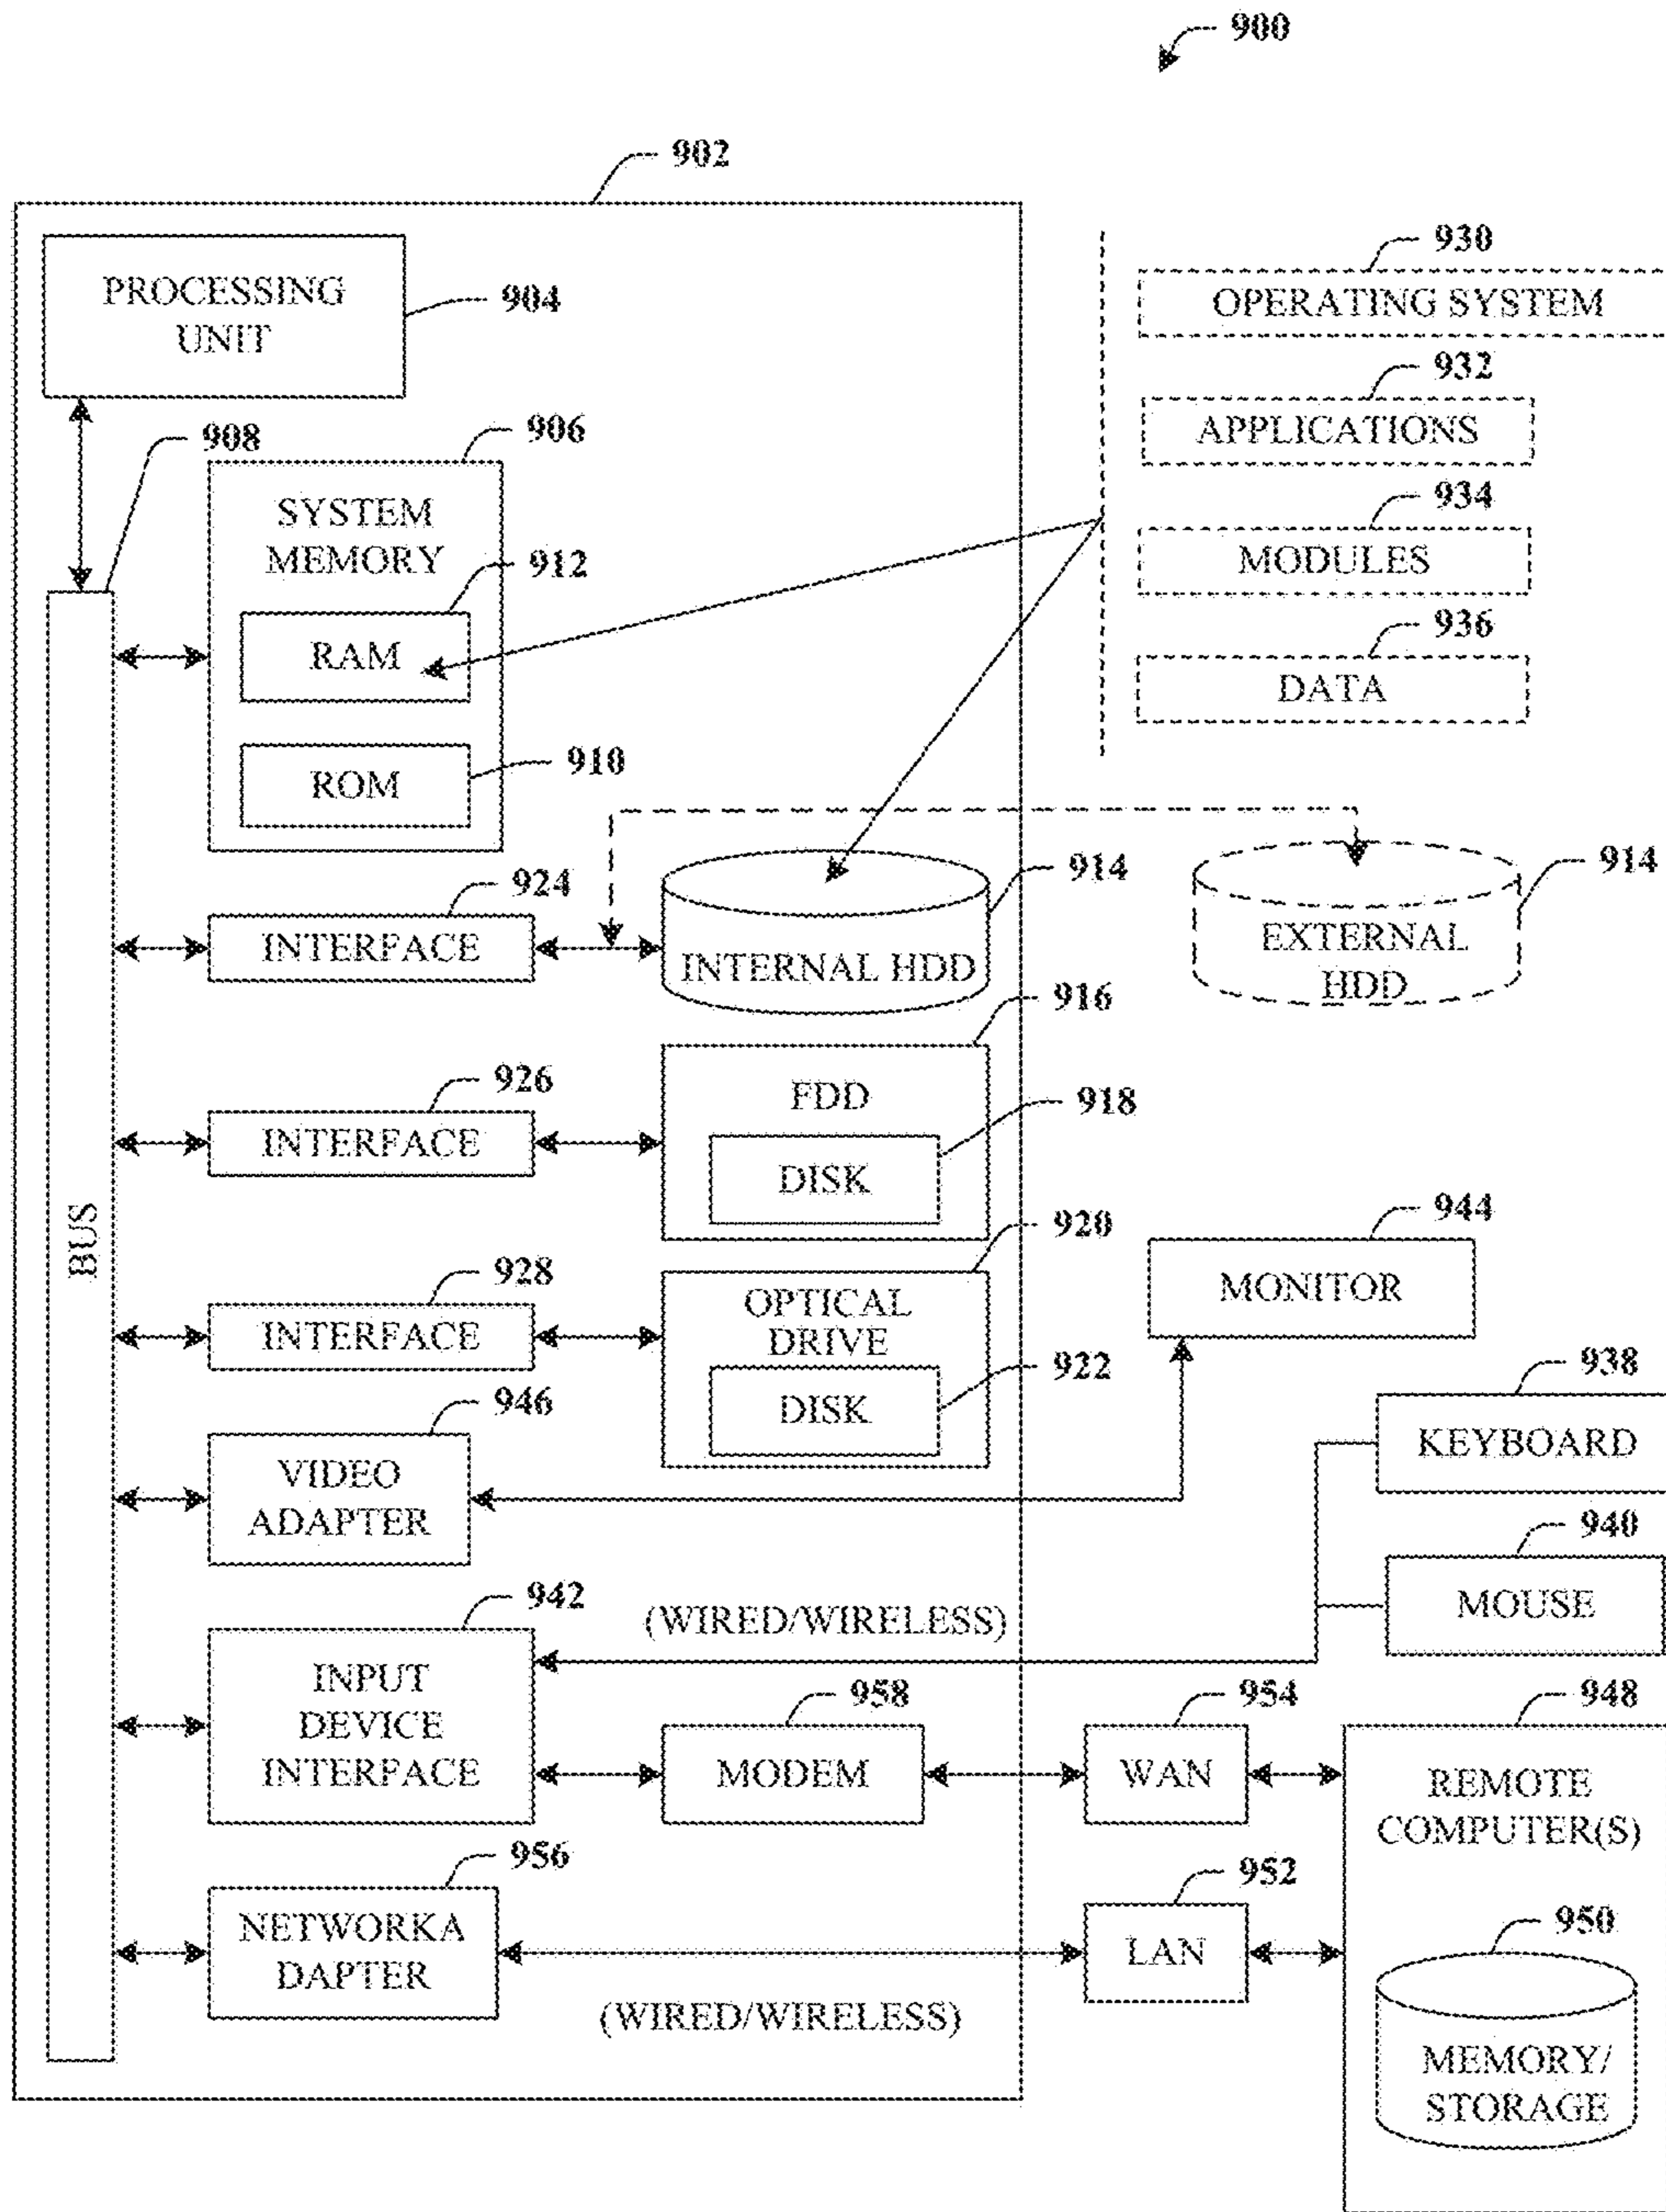 900
902
PROCESSING
UNIT
904
908
906
SYSTEM
MEMORY
912
RAM
910
ROM
930
OPERATING SYSTEM
932
APPLICATIONS
934
MODULES
936
DATA
BUS
924
INTERFACE
914
INTERNAL HDD
914
EXTERNAL
HDD
926
INTERFACE
916
FDD
918
DISK
928
INTERFACE
920
OPTICAL
DRIVE
922
DISK
944
MONITOR
946
VIDEO
ADAPTER
938
KEYBOARD
940
MOUSE
942
INPUT
DEVICE
INTERFACE
(WIRED/WIRELESS)
958
MODEM
954
WAN
948
REMOTE
COMPUTER(S)
956
NETWORKA
DAPTER
(WIRED/WIRELESS)
952
LAN
950
MEMORY/
STORAGE